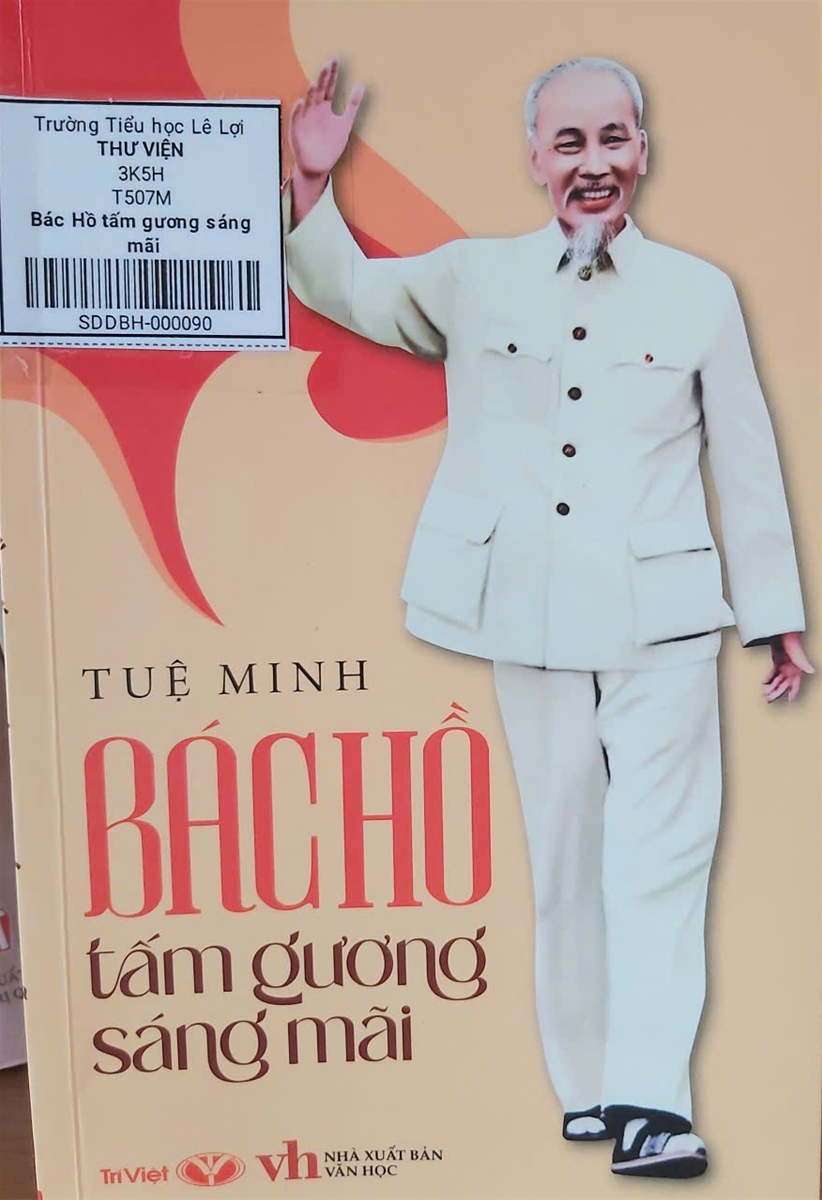 Trường Tiểu học Lê Lợi
THƯ VIỆN
3K5H
T507M
Bác Hồ tấm gương sáng
mãi
SDDBH-000090
TUỆ MINH
BÁC HỒ
tấm gương
sáng mãi
Trí Việt
vh NHÀ XUẤT BẢN
VĂN HỌC